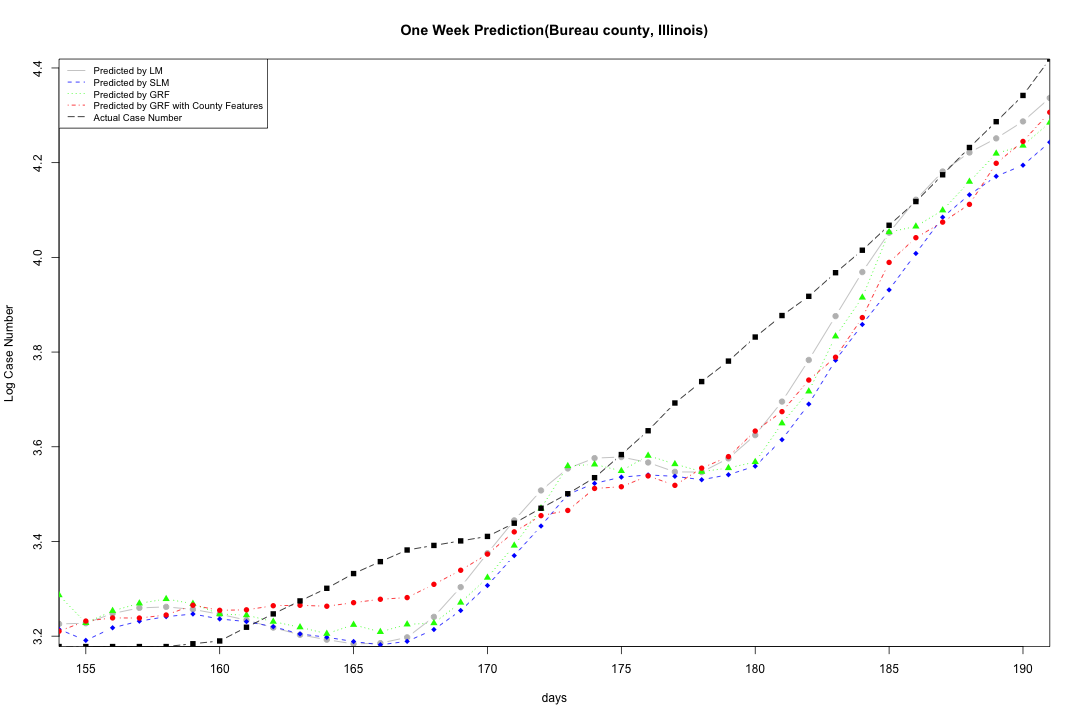 One Week Prediction(Bureau county, Illinois)
Predicted by LM
Predicted by SLM
Predicted by GRF
Predicted by GRF with County Features
Actual Case Number
Log Case Number
4.4
4.2
4.0
3.8
3.6
3.4
3.2
155 160 165 170 175 180 185 190
days